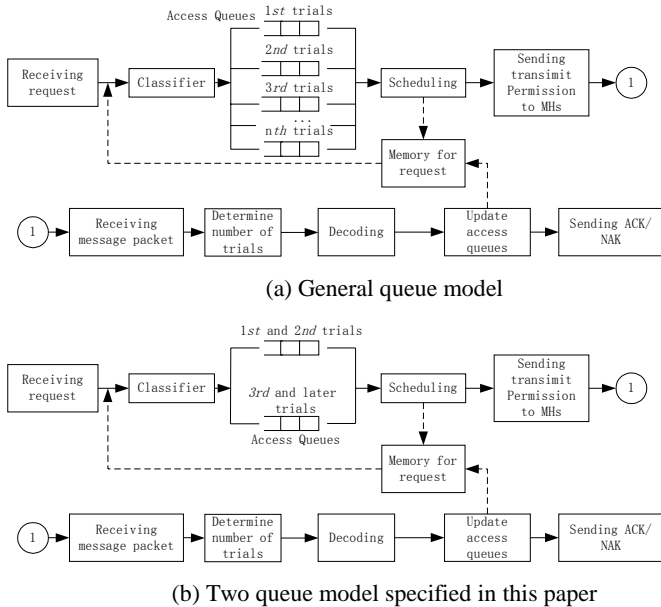 Access Queues
1st trials
2nd trials
3rd trials
...
nth trials
Receiving
request
Classifier
Scheduling
Sending
transimit
Permission
to MHs
1
Memory for
request
1
Receiving
message packet
Determine
number of
trials
Decoding
Update
access
queues
Sending ACK/
NAK
(a) General queue model
1st and 2nd trials
Receiving
request
Classifier
3rd and later
trials
Access Queues
Scheduling
Sending
transimit
Permission
to MHs
1
Memory for
request
1
Receiving
message packet
Determine
number of
trials
Decoding
Update
access
queues
Sending ACK/
NAK
(b) Two queue model specified in this paper